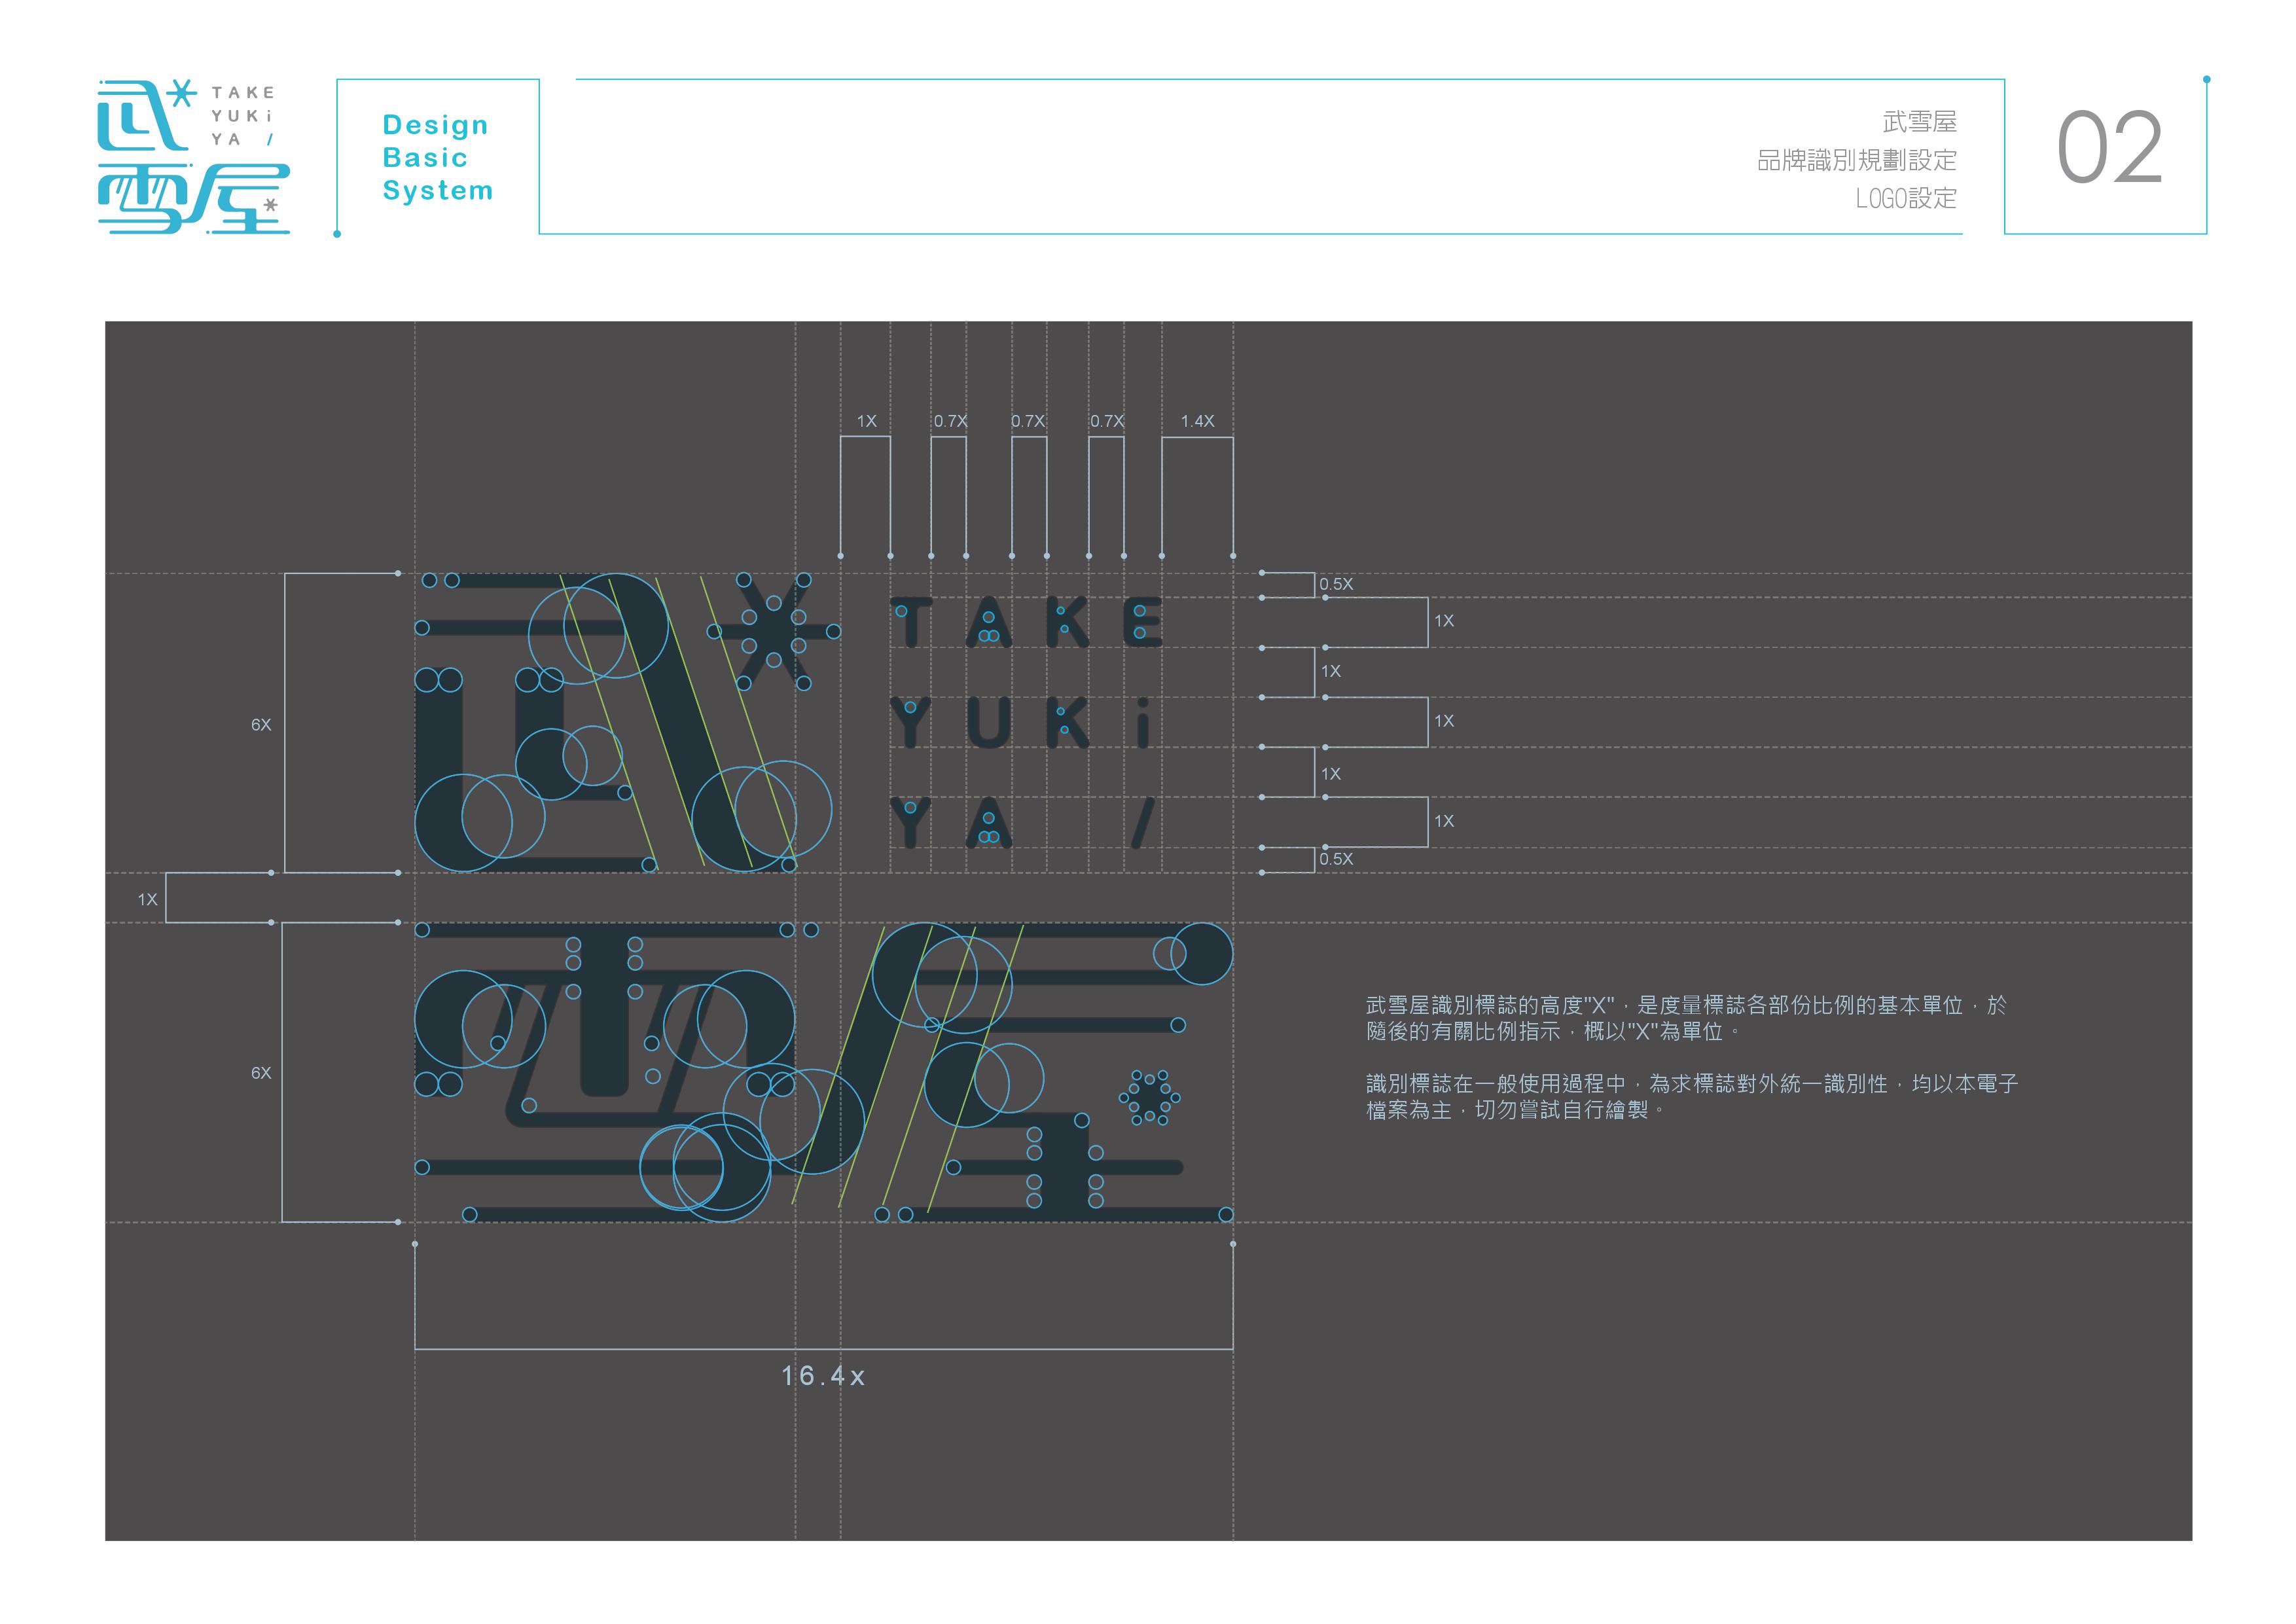 武
TAKE
YUKi
YA /
雪屋
Design
Basic
System
武雪屋
品牌識別規劃設定
LOGO設定
02
1X 0.7X 0.7X 0.7X 1.4X
0.5X
TAKE
1X
1X
YUKi
1X
6X
1X
YA /
1X
0.5X
武
1X
雪屋
6X
武雪屋識別標誌的高度"X"，是度量標誌各部份比例的基本單位，於
隨後的有關比例指示，概以"X"為單位。
識別標誌在一般使用過程中，為求標誌對外統一識別性，均以本電子
檔案為主，切勿嘗試自行繪製。
16.4x